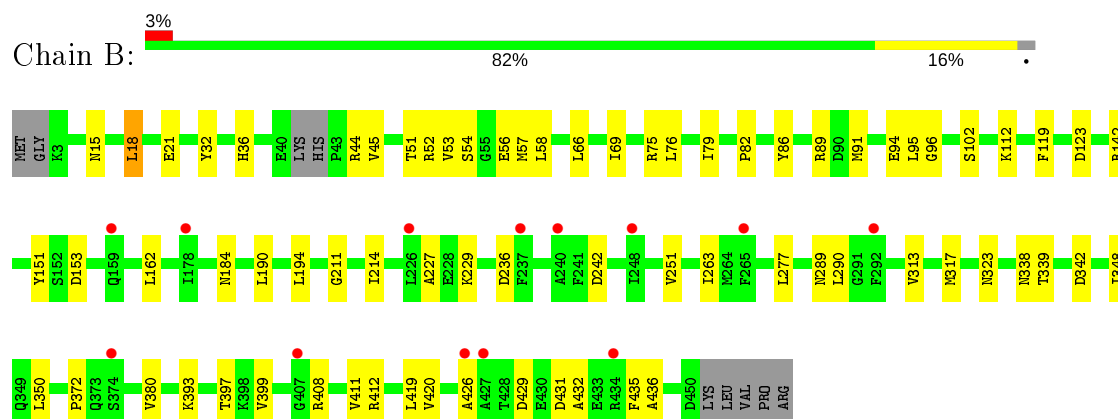 3%
Chain B:
82% 16% •
MET GLY K3 N15 L18 E21 Y32 H36 E40 LYS HIS P43 R44 V45 T51 R52 V53 S54 G55 E56 M57 L58 L66 I69 R75 L76 I79 P82 Y86 R89 D90 M91 E94 L95 G96 S102 K112 F119 D123
Y151 S152 D153 Q159 L162 I178 N184 L190 L194 G211 I214 L226 A227 E228 K229 D236 F237 A240 F241 D242 I248 V251 I263 M264 F265 L277 N289 L290 G291 F292 V313 M317 N323 N338 T339 D342
Q349 L350 P372 Q373 S374 V380 K393 T397 K398 V399 G407 R408 V411 R412 L419 V420 A426 A427 T428 D429 E430 D431 A432 E433 R434 F435 A436 D450 LYS LEU VAL PRO ARG